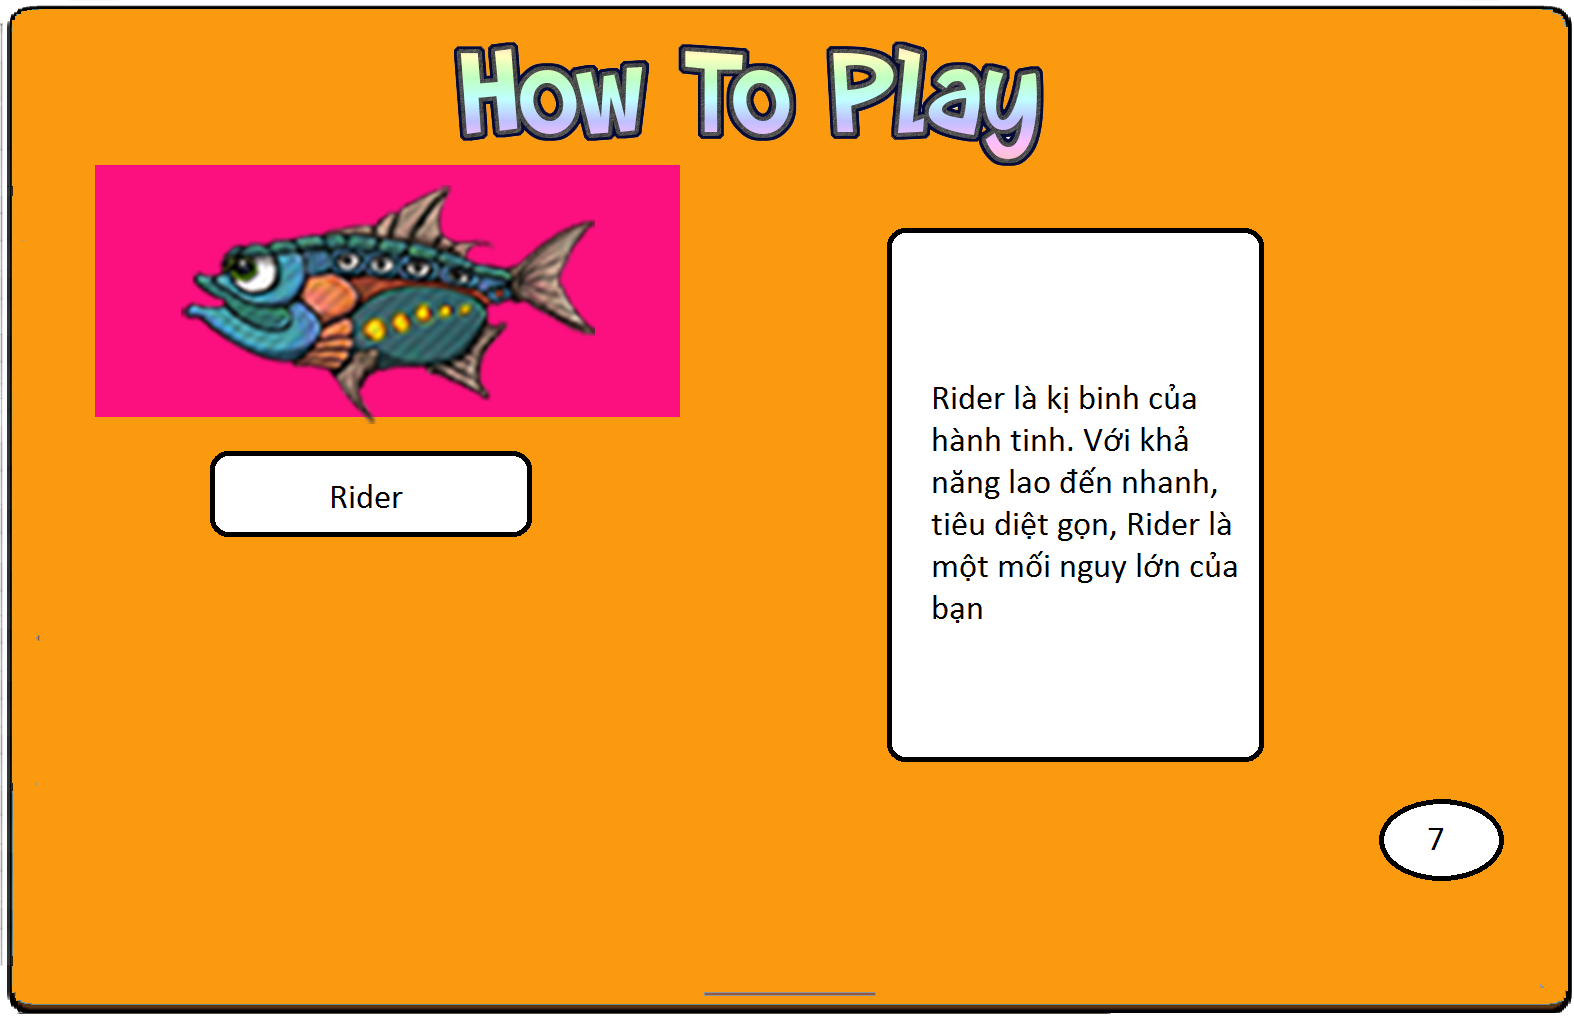 How To Play
Rider
Rider là kị binh của
hành tinh. Với khả
năng lao đến nhanh,
tiêu diệt gọn, Rider là
một mối nguy lớn của
bạn
7